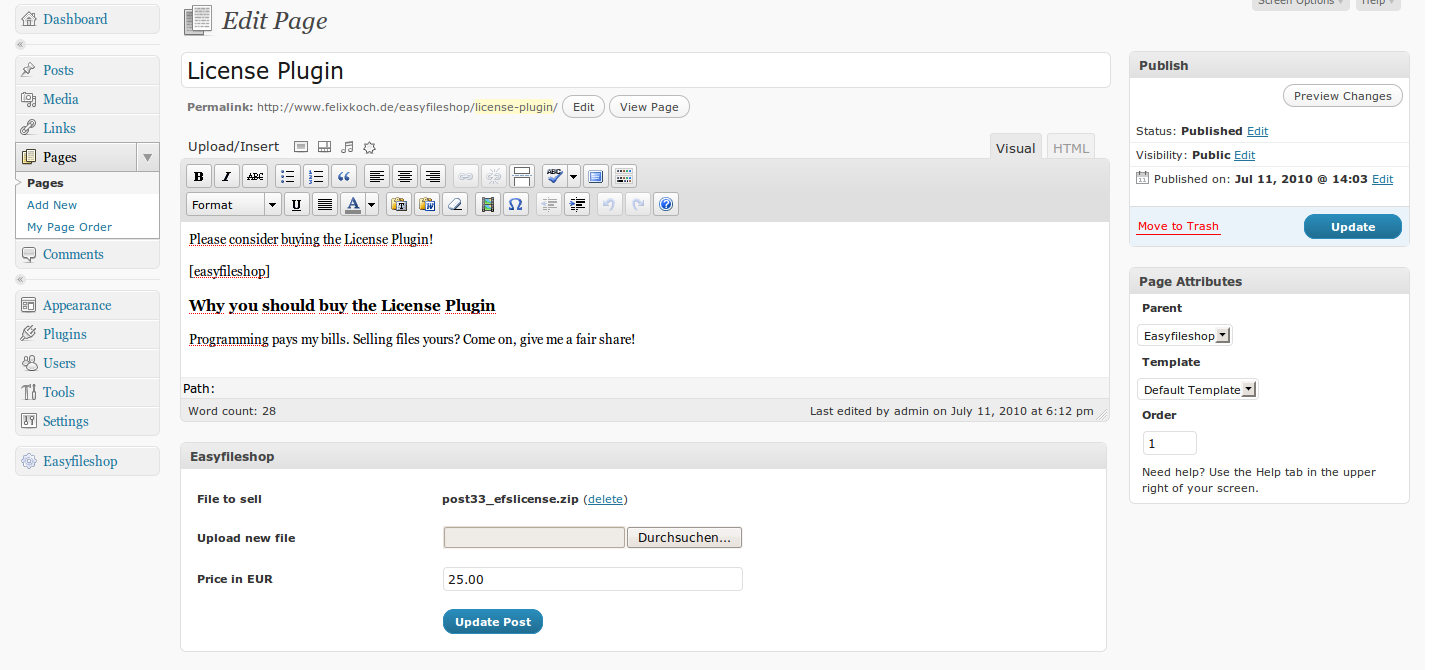 Dashboard
Posts
Media
Links
Pages
Pages
Add New
My Page Order
Comments
Appearance
Plugins
Users
Tools
Settings
Easyfileshop
Screen Options
Help
Edit Page
License Plugin
Permalink: http://www.felixkoch.de/easyfileshop/license-plugin/ Edit View Page
Upload/Insert
Visual HTML
B I ABC ABC
Format U A T W Ω ?
Please consider buying the License Plugin!
[easyfileshop]
Why you should buy the License Plugin
Programming pays my bills. Selling files yours? Come on, give me a fair share!
Path:
Word count: 28 Last edited by admin on July 11, 2010 at 6:12 pm
Easyfileshop
File to sell post33_efslicense.zip (delete)
Upload new file Durchsuchen...
Price in EUR 25.00
Update Post
Publish
Preview Changes
Status: Published Edit
Visibility: Public Edit
Published on: Jul 11, 2010 @ 14:03 Edit
Move to Trash Update
Page Attributes
Parent
Easyfileshop
Template
Default Template
Order
1
Need help? Use the Help tab in the upper
right of your screen.